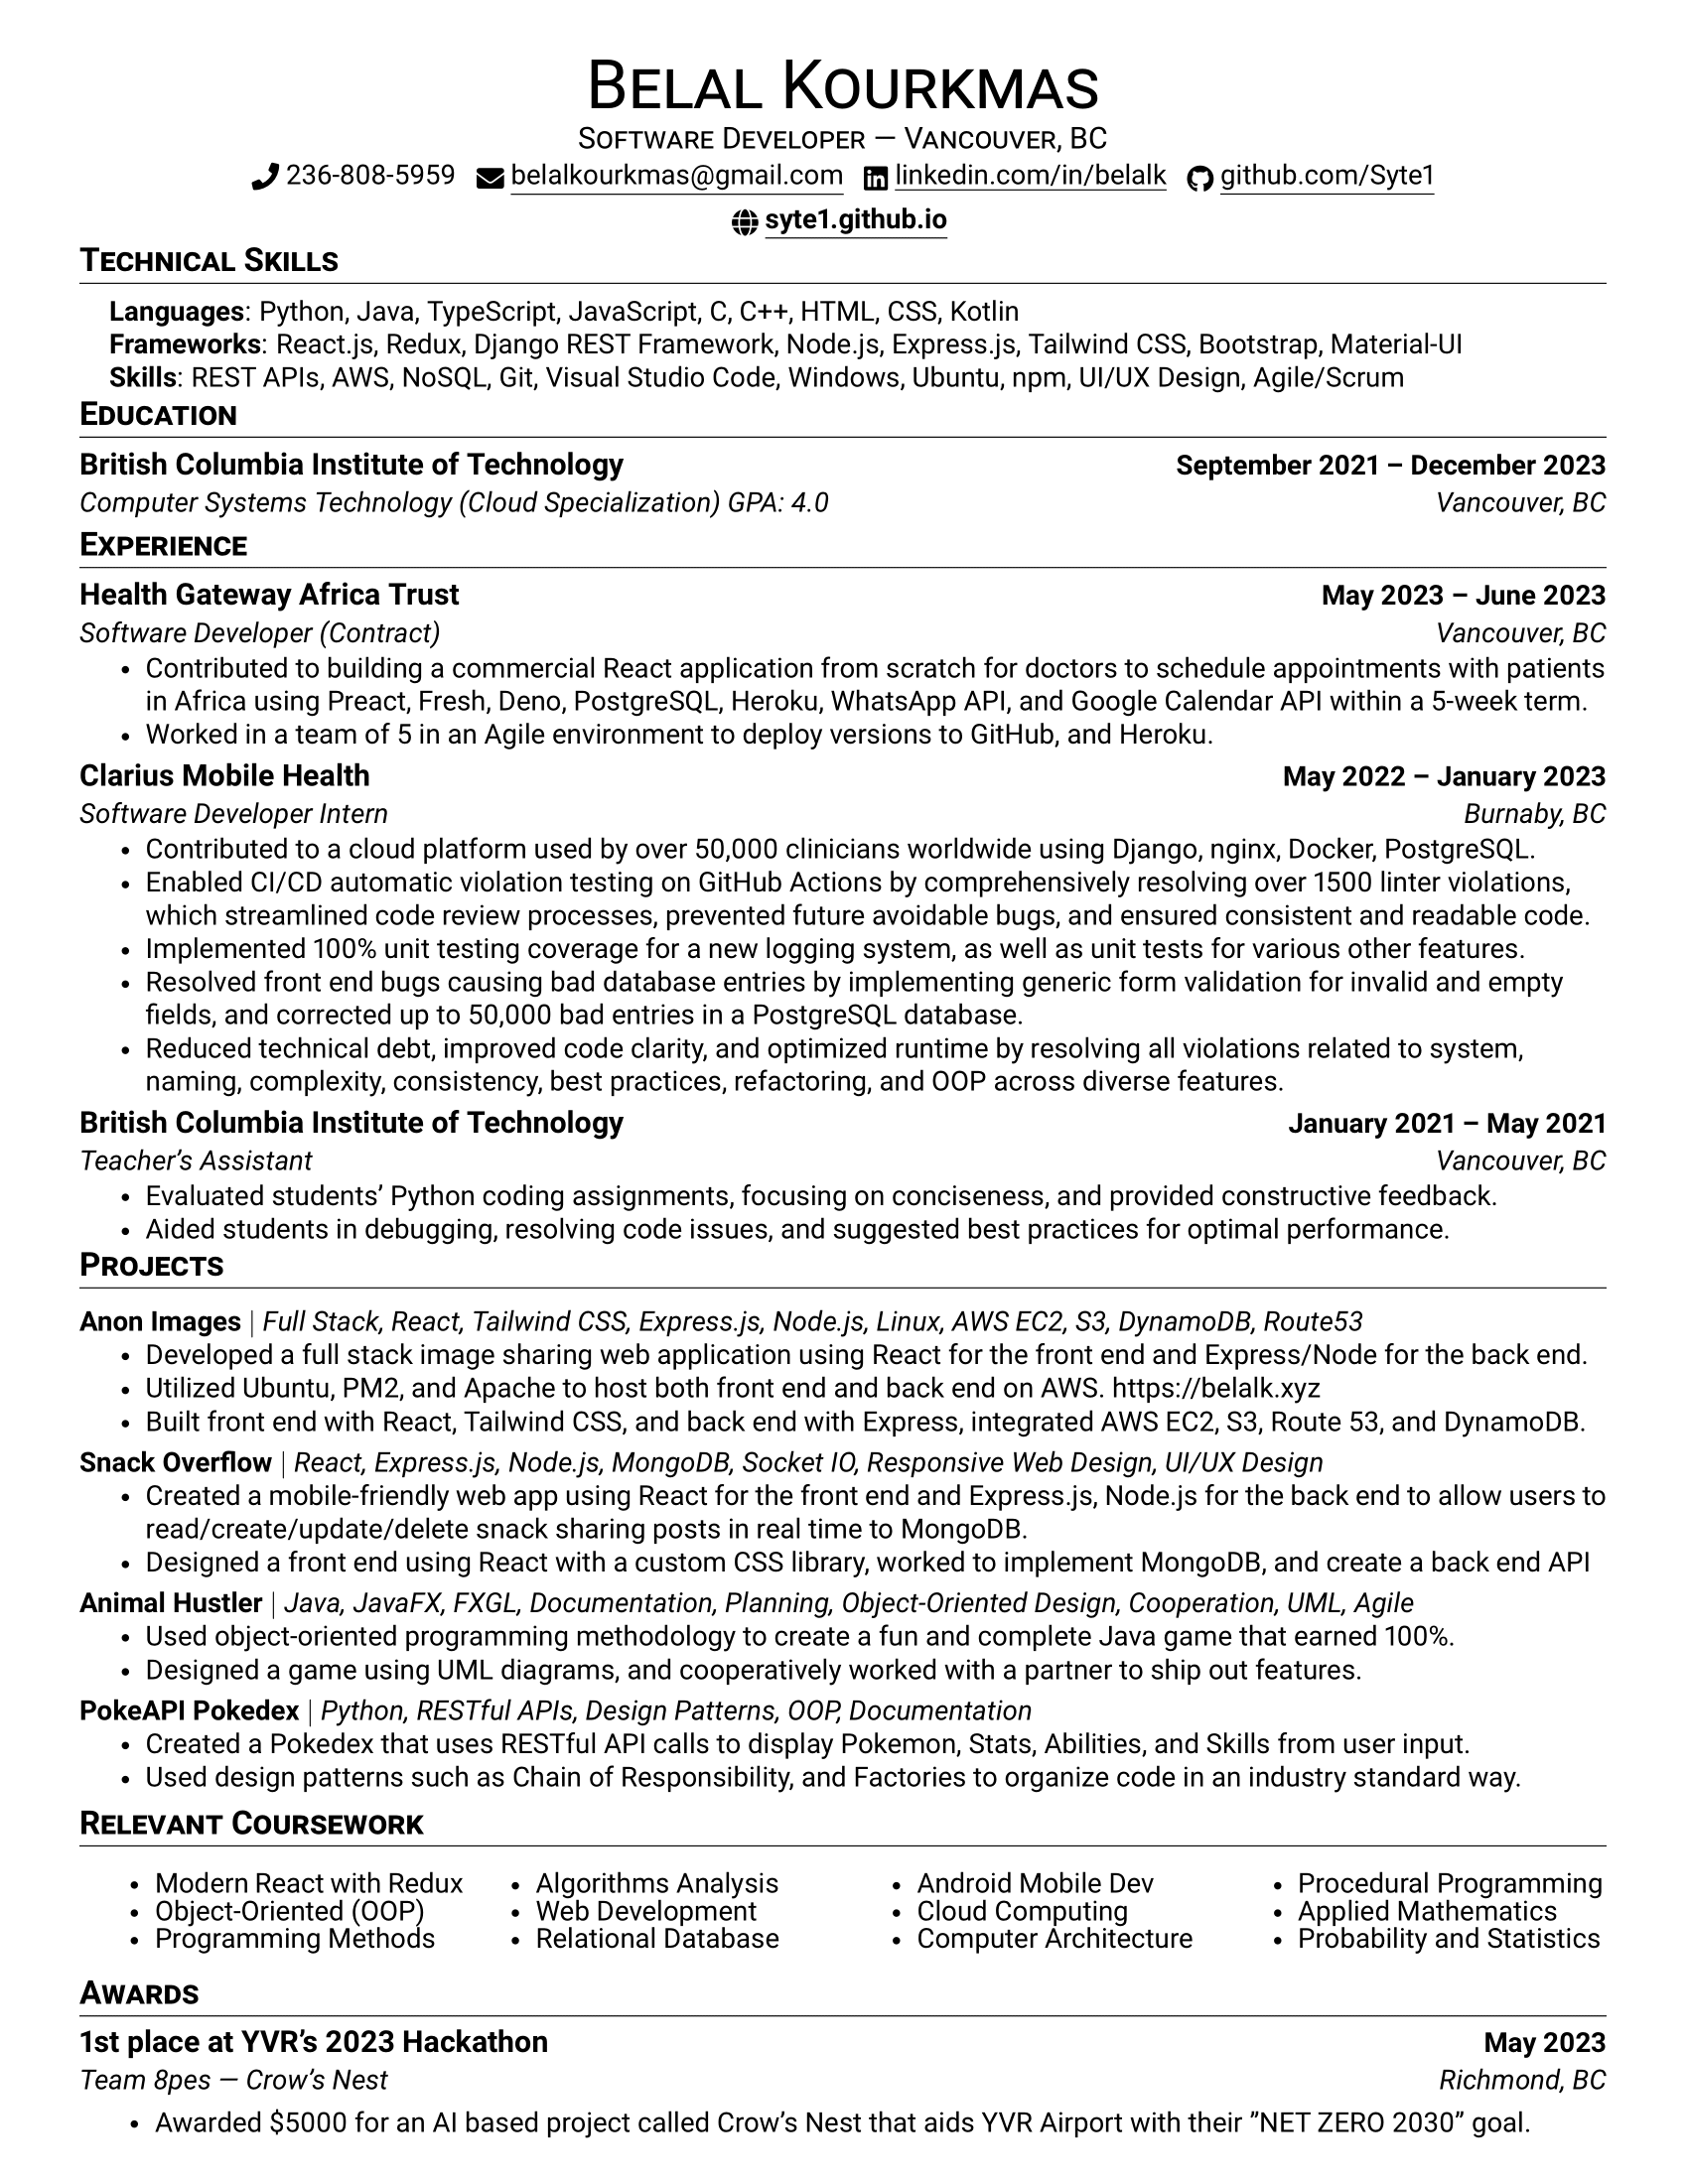 Belal Kourkmas
Software Developer — Vancouver, BC
236-808-5959 belalkourkmas@gmail.com linkedin.com/in/belalk github.com/Syte1
syte1.github.io
Technical Skills
Languages: Python, Java, TypeScript, JavaScript, C, C++, HTML, CSS, Kotlin
Frameworks: React.js, Redux, Django REST Framework, Node.js, Express.js, Tailwind CSS, Bootstrap, Material-UI
Skills: REST APIs, AWS, NoSQL, Git, Visual Studio Code, Windows, Ubuntu, npm, UI/UX Design, Agile/Scrum
Education
British Columbia Institute of Technology September 2021 – December 2023
Computer Systems Technology (Cloud Specialization) GPA: 4.0 Vancouver, BC
Experience
Health Gateway Africa Trust May 2023 – June 2023
Software Developer (Contract) Vancouver, BC
• Contributed to building a commercial React application from scratch for doctors to schedule appointments with patients
in Africa using Preact, Fresh, Deno, PostgreSQL, Heroku, WhatsApp API, and Google Calendar API within a 5-week term.
• Worked in a team of 5 in an Agile environment to deploy versions to GitHub, and Heroku.
Clarius Mobile Health May 2022 – January 2023
Software Developer Intern Burnaby, BC
• Contributed to a cloud platform used by over 50,000 clinicians worldwide using Django, nginx, Docker, PostgreSQL.
• Enabled CI/CD automatic violation testing on GitHub Actions by comprehensively resolving over 1500 linter violations,
which streamlined code review processes, prevented future avoidable bugs, and ensured consistent and readable code.
• Implemented 100% unit testing coverage for a new logging system, as well as unit tests for various other features.
• Resolved front end bugs causing bad database entries by implementing generic form validation for invalid and empty
fields, and corrected up to 50,000 bad entries in a PostgreSQL database.
• Reduced technical debt, improved code clarity, and optimized runtime by resolving all violations related to system,
naming, complexity, consistency, best practices, refactoring, and OOP across diverse features.
British Columbia Institute of Technology January 2021 – May 2021
Teacher’s Assistant Vancouver, BC
• Evaluated students’ Python coding assignments, focusing on conciseness, and provided constructive feedback.
• Aided students in debugging, resolving code issues, and suggested best practices for optimal performance.
Projects
Anon Images | Full Stack, React, Tailwind CSS, Express.js, Node.js, Linux, AWS EC2, S3, DynamoDB, Route53
• Developed a full stack image sharing web application using React for the front end and Express/Node for the back end.
• Utilized Ubuntu, PM2, and Apache to host both front end and back end on AWS. https://belalk.xyz
• Built front end with React, Tailwind CSS, and back end with Express, integrated AWS EC2, S3, Route 53, and DynamoDB.
Snack Overflow | React, Express.js, Node.js, MongoDB, Socket IO, Responsive Web Design, UI/UX Design
• Created a mobile-friendly web app using React for the front end and Express.js, Node.js for the back end to allow users to
read/create/update/delete snack sharing posts in real time to MongoDB.
• Designed a front end using React with a custom CSS library, worked to implement MongoDB, and create a back end API
Animal Hustler | Java, JavaFX, FXGL, Documentation, Planning, Object-Oriented Design, Cooperation, UML, Agile
• Used object-oriented programming methodology to create a fun and complete Java game that earned 100%.
• Designed a game using UML diagrams, and cooperatively worked with a partner to ship out features.
PokeAPI Pokedex | Python, RESTful APIs, Design Patterns, OOP, Documentation
• Created a Pokedex that uses RESTful API calls to display Pokemon, Stats, Abilities, and Skills from user input.
• Used design patterns such as Chain of Responsibility, and Factories to organize code in an industry standard way.
Relevant Coursework
• Modern React with Redux • Algorithms Analysis • Android Mobile Dev • Procedural Programming
• Object-Oriented (OOP) • Web Development • Cloud Computing • Applied Mathematics
• Programming Methods • Relational Database • Computer Architecture • Probability and Statistics
Awards
1st place at YVR’s 2023 Hackathon May 2023
Team 8pes — Crow’s Nest Richmond, BC
• Awarded $5000 for an AI based project called Crow’s Nest that aids YVR Airport with their ”NET ZERO 2030” goal.